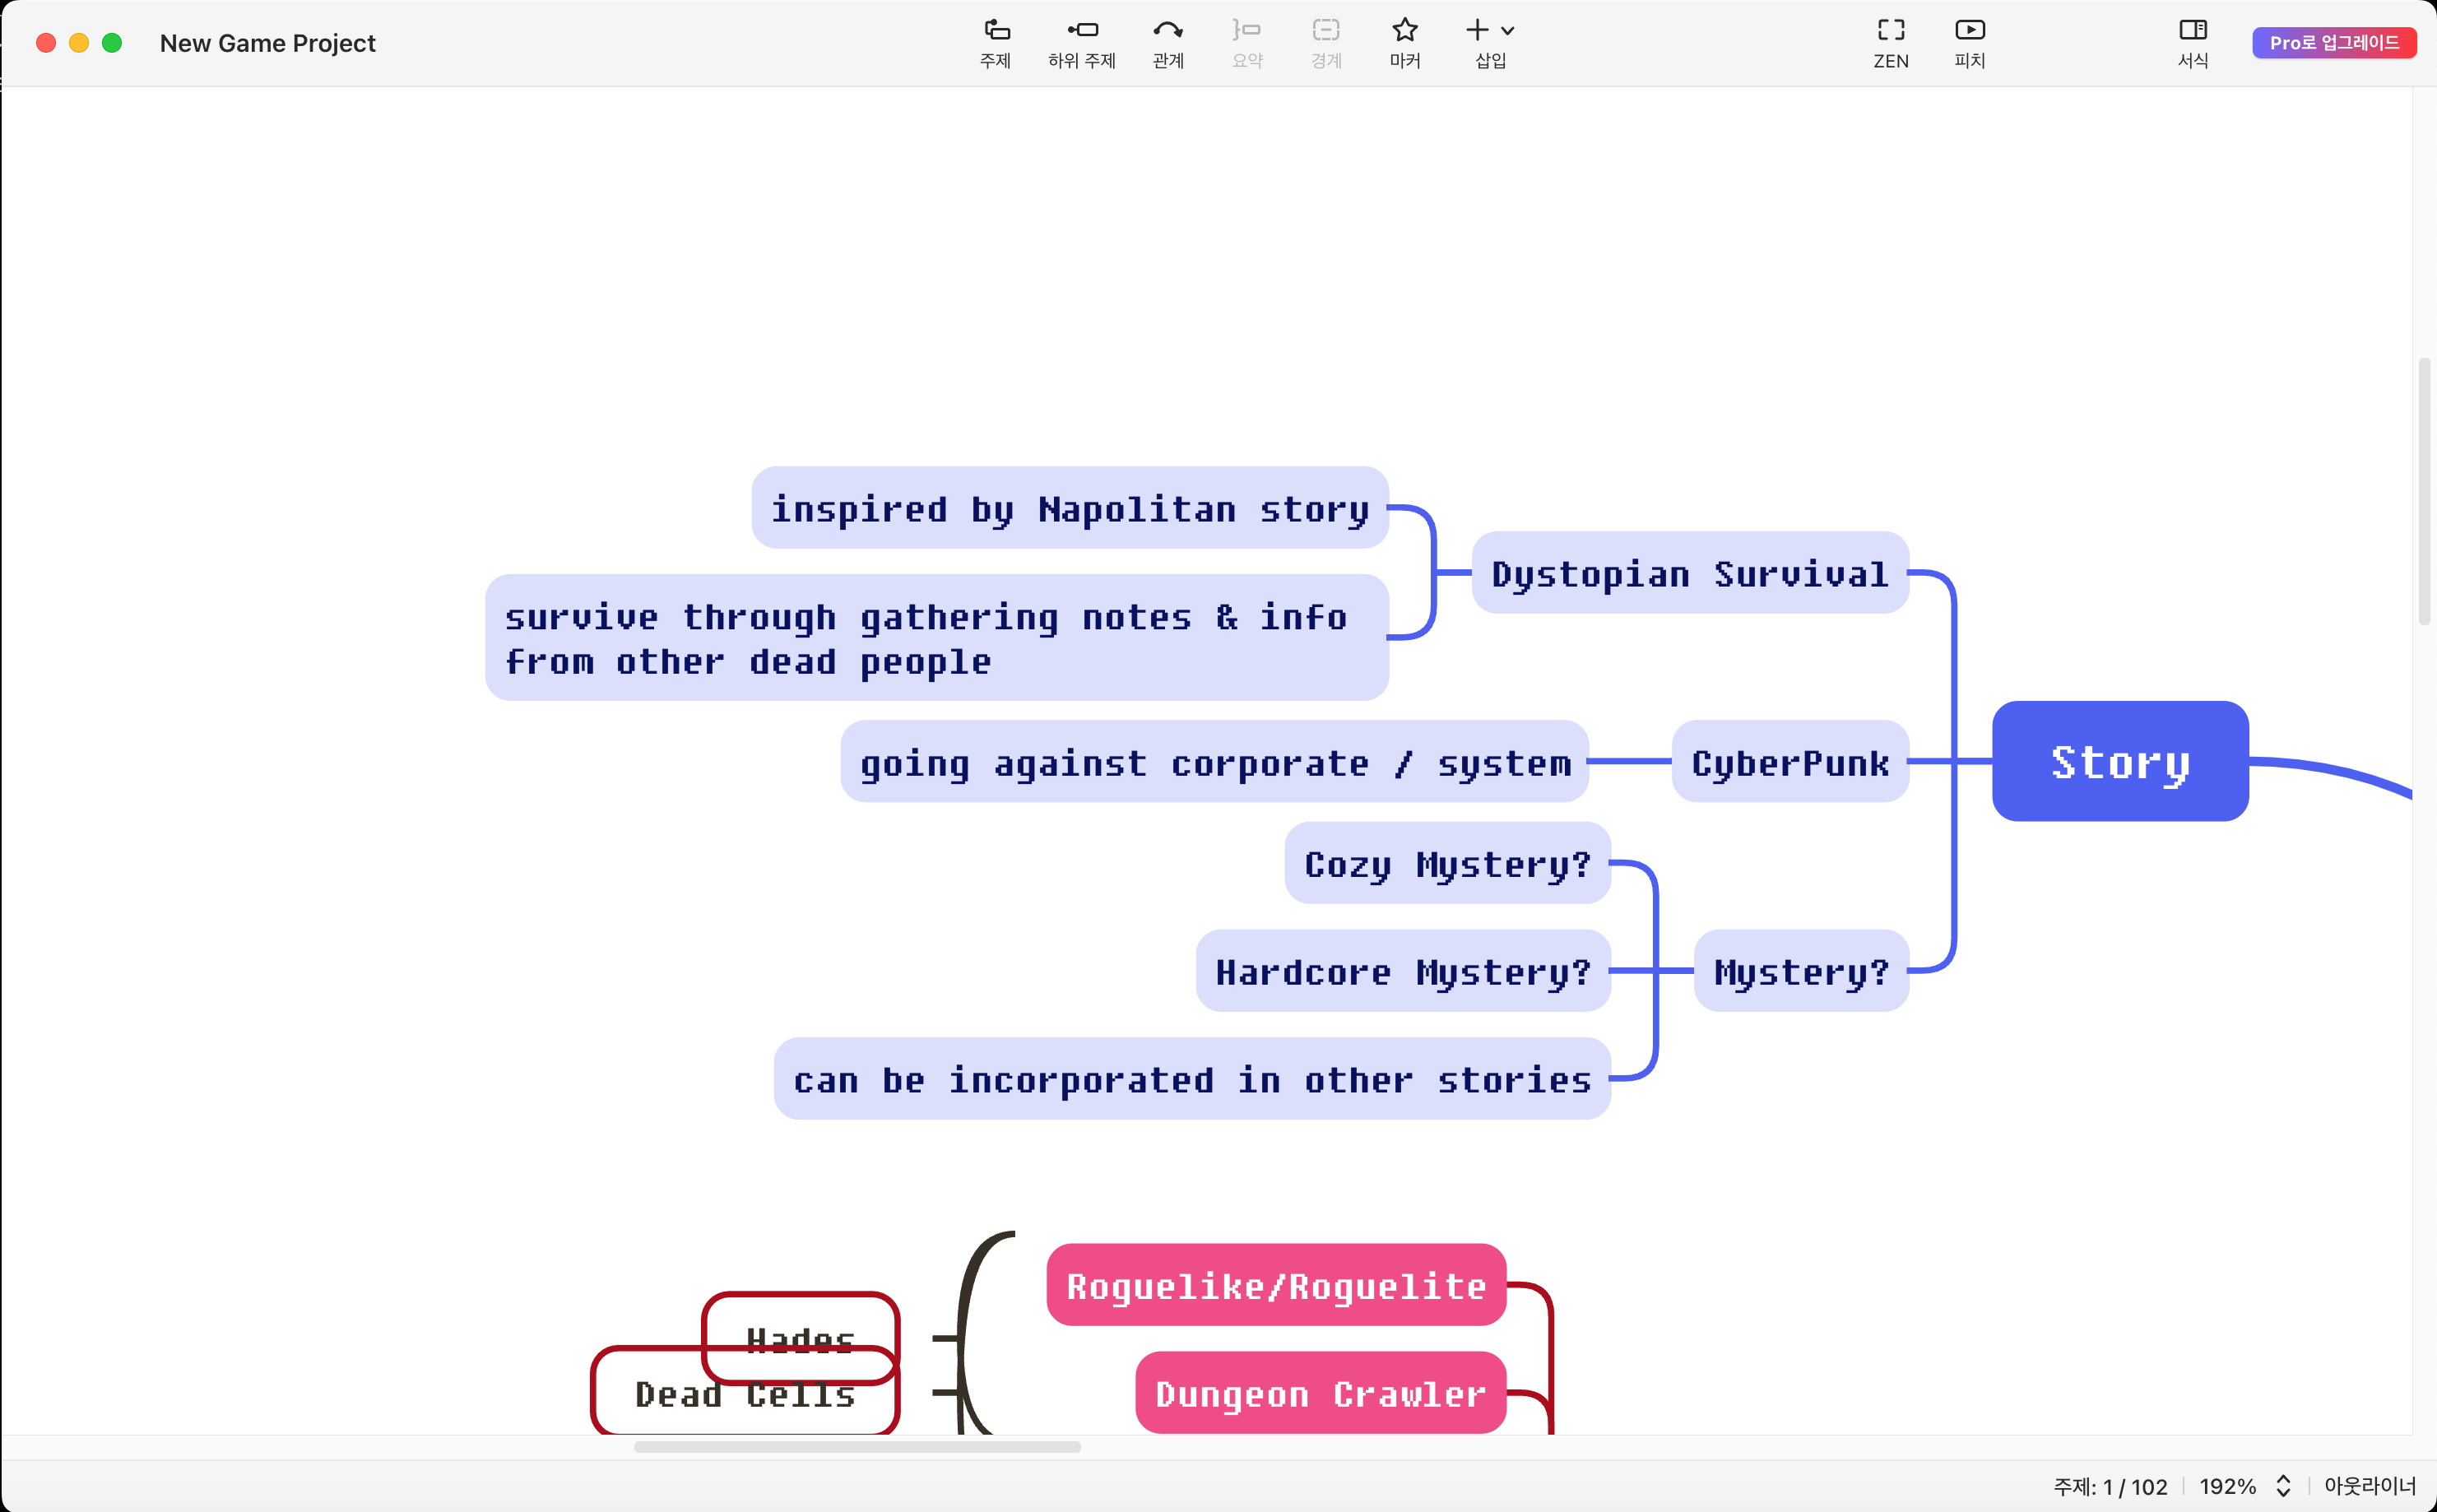 New Game Project
주제
하위 주제
관계
요약
경계
마커
삽입
ZEN
피치
서식
Pro로 업그레이드
inspired by Napolitan story
Dystopian Survival
survive through gathering notes & info
from other dead people
going against corporate / system
CyberPunk
Story
Cozy Mystery?
Hardcore Mystery?
Mystery?
can be incorporated in other stories
Roguelike/Roguelite
Hades
Dungeon Crawler
Dead Cells
주제: 1 / 102
192%
아웃라이너